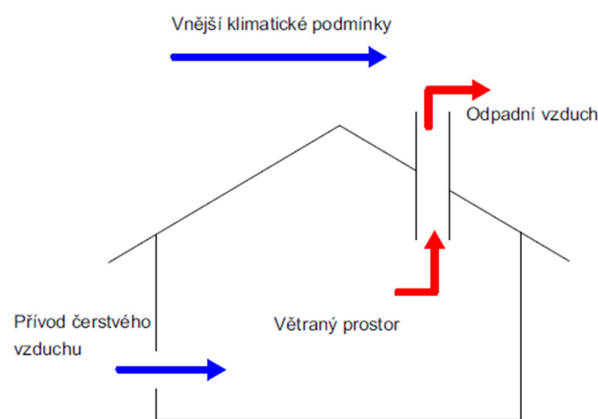 Vnější klimatické podmínky
Odpadní vzduch
Přívod čerstvého
vzduchu
Větraný prostor